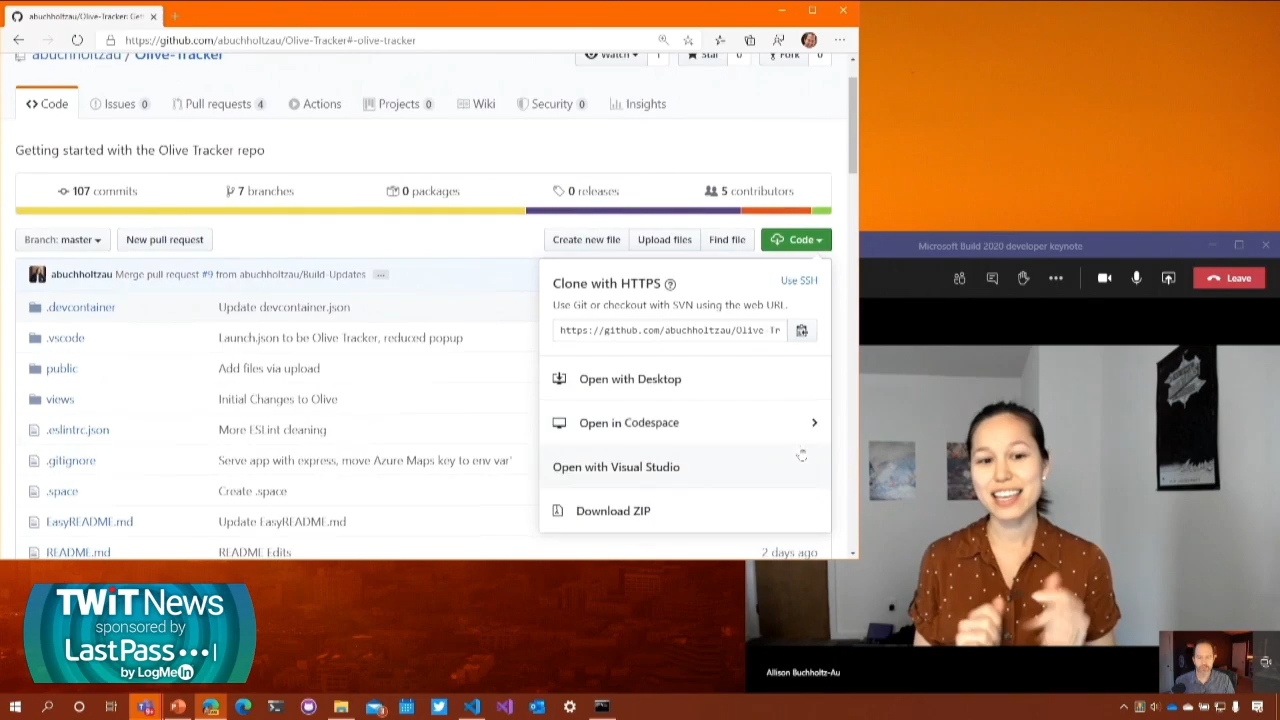 abuchholtzau/Olive-Tracker: Gett
https://github.com/abuchholtzau/Olive-Tracker#-olive-tracker
abuchholtzau / Olive-Tracker
Watch 1 Star 0 Fork 0
Code Issues 0 Pull requests 4 Actions Projects 0 Wiki Security 0 Insights
Getting started with the Olive Tracker repo
107 commits 7 branches 0 packages 0 releases 5 contributors
Branch: master New pull request Create new file Upload files Find file Code
abuchholtzau Merge pull request #9 from abuchholtzau/Build-Updates ...
.devcontainer Update devcontainer.json
.vscode Launch.json to be Olive Tracker, reduced popup
public Add files via upload
views Initial Changes to Olive
.eslintrc.json More ESLint cleaning
.gitignore Serve app with express, move Azure Maps key to env var'
.space Create .space
EasyREADME.md Update EasyREADME.md
README.md README Edits 2 days ago
Clone with HTTPS ? Use SSH
Use Git or checkout with SVN using the web URL.
https://github.com/abuchholtzau/Olive-Tr
Open with Desktop
Open in Codespace
Open with Visual Studio
Download ZIP
Microsoft Build 2020 developer keynote
Leave
Allison Buchholtz-Au
TWiT News
sponsored by
LastPass
by LogMeIn